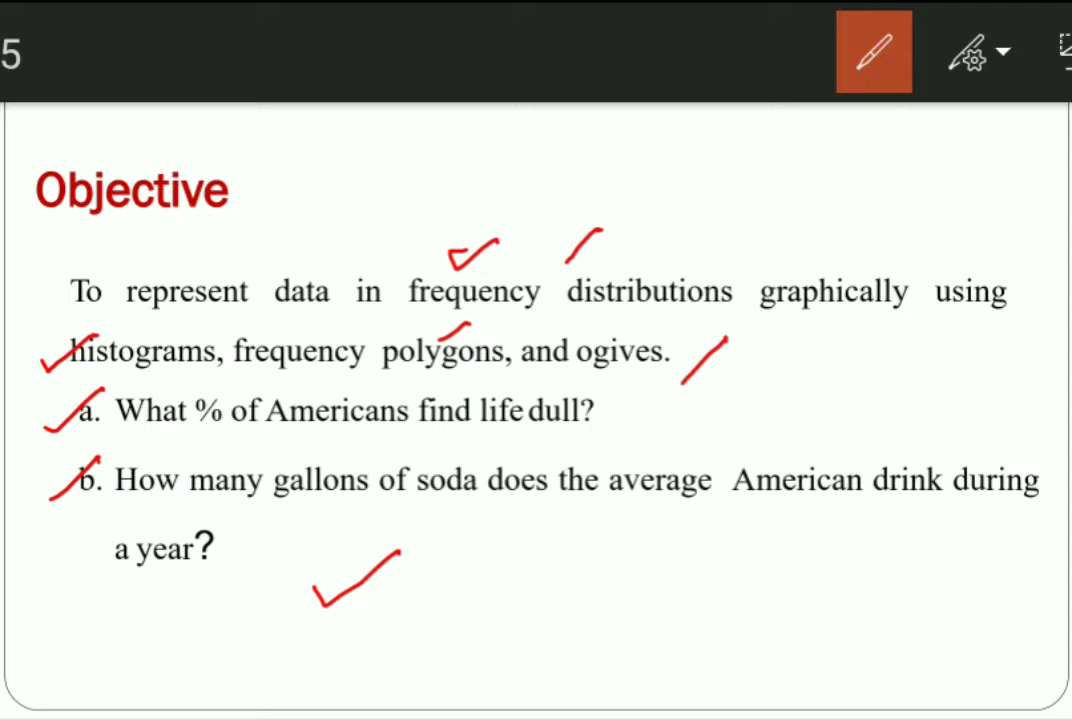 5
Objective
To represent data in frequency distributions graphically using
histograms, frequency polygons, and ogives.
a. What % of Americans find life dull?
b. How many gallons of soda does the average American drink during
a year?